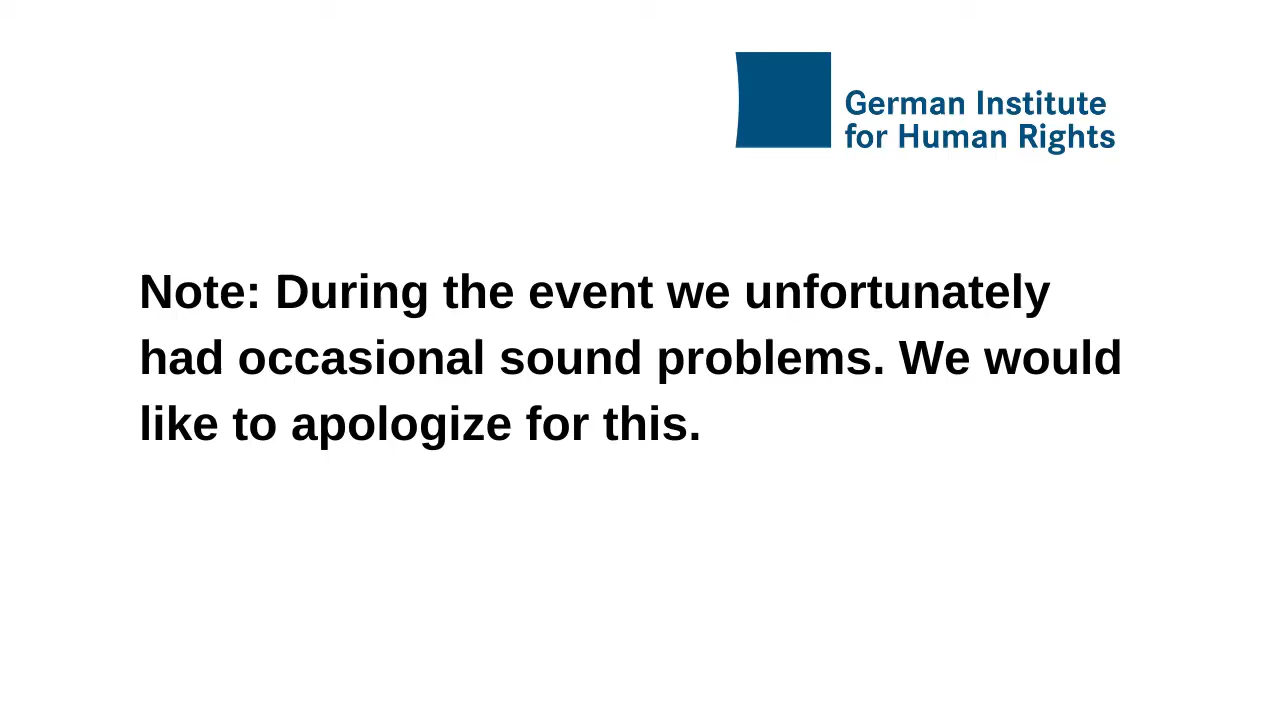 German Institute
for Human Rights
Note: During the event we unfortunately
had occasional sound problems. We would
like to apologize for this.